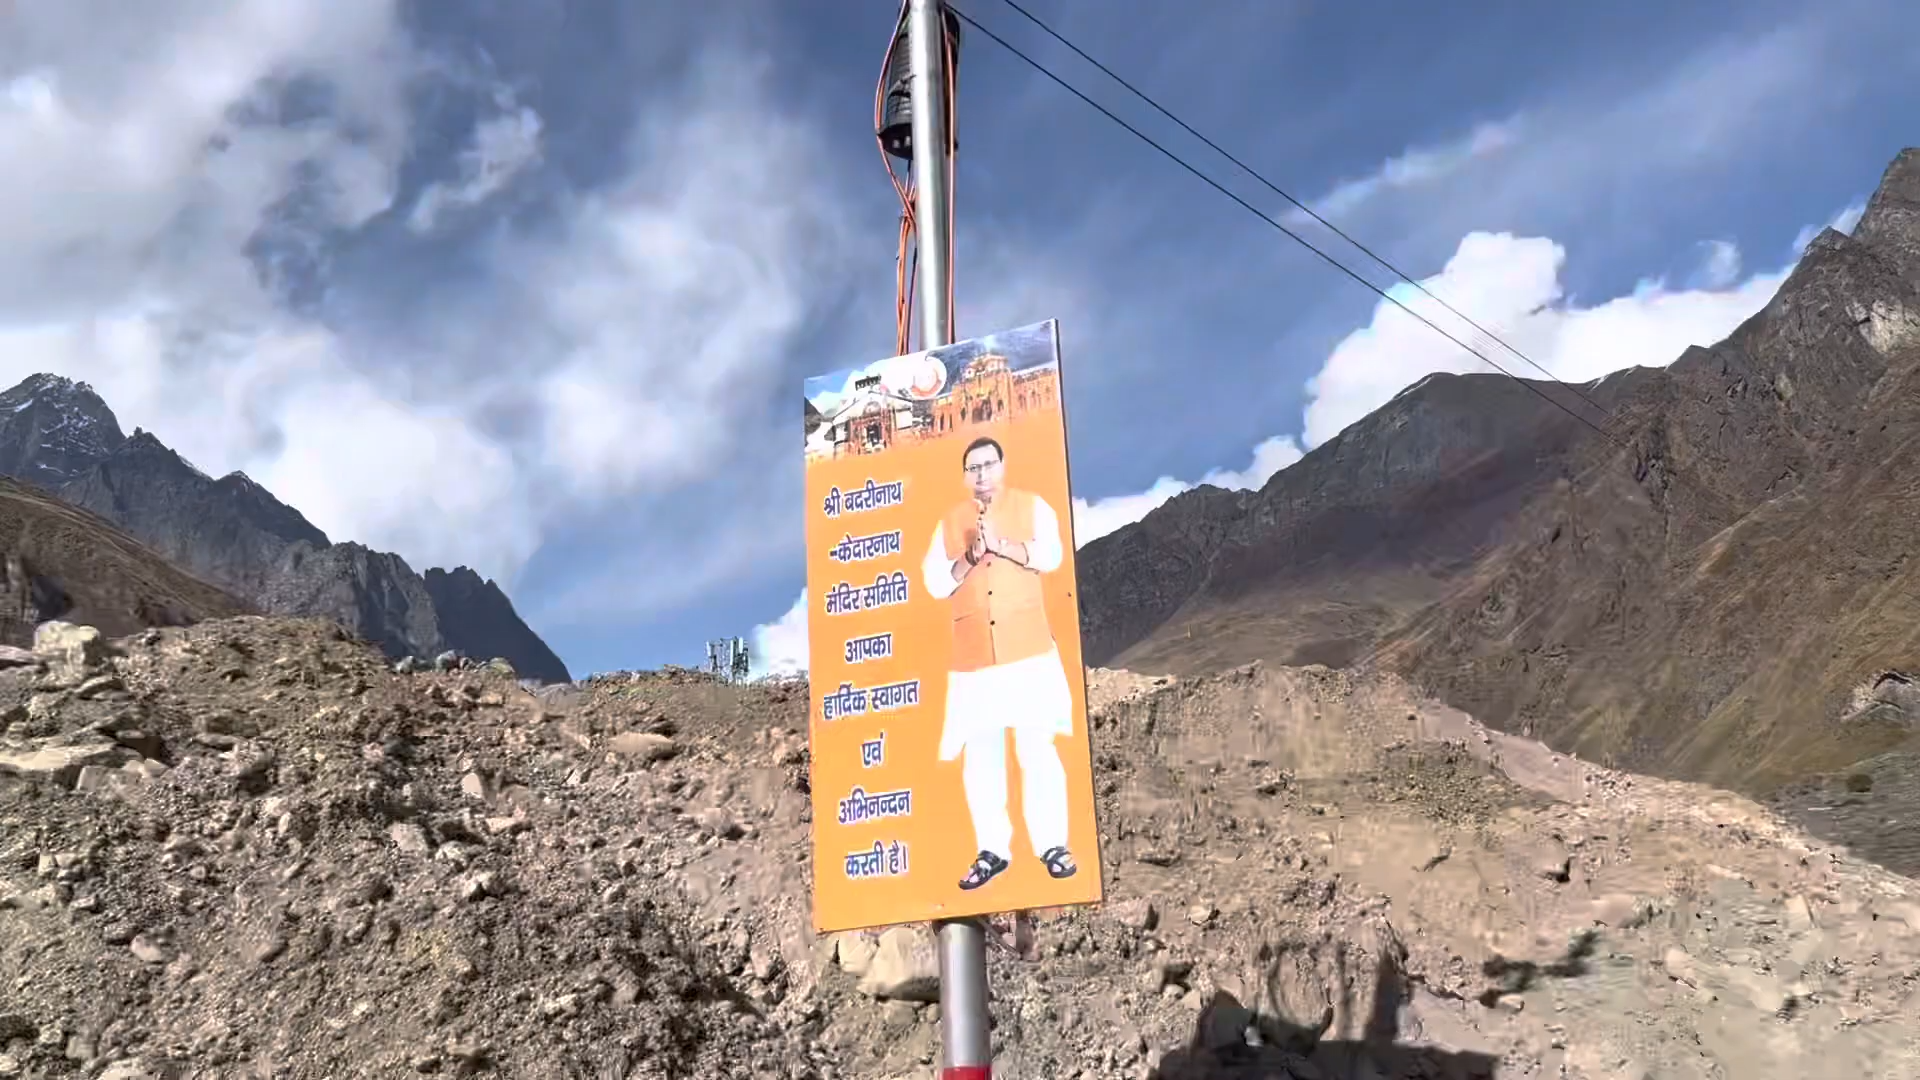 श्री बदरीनाथ
-केदारनाथ
मंदिर समिति
आपका
हार्दिक स्वागत
एवं
अभिनन्दन
करती है।